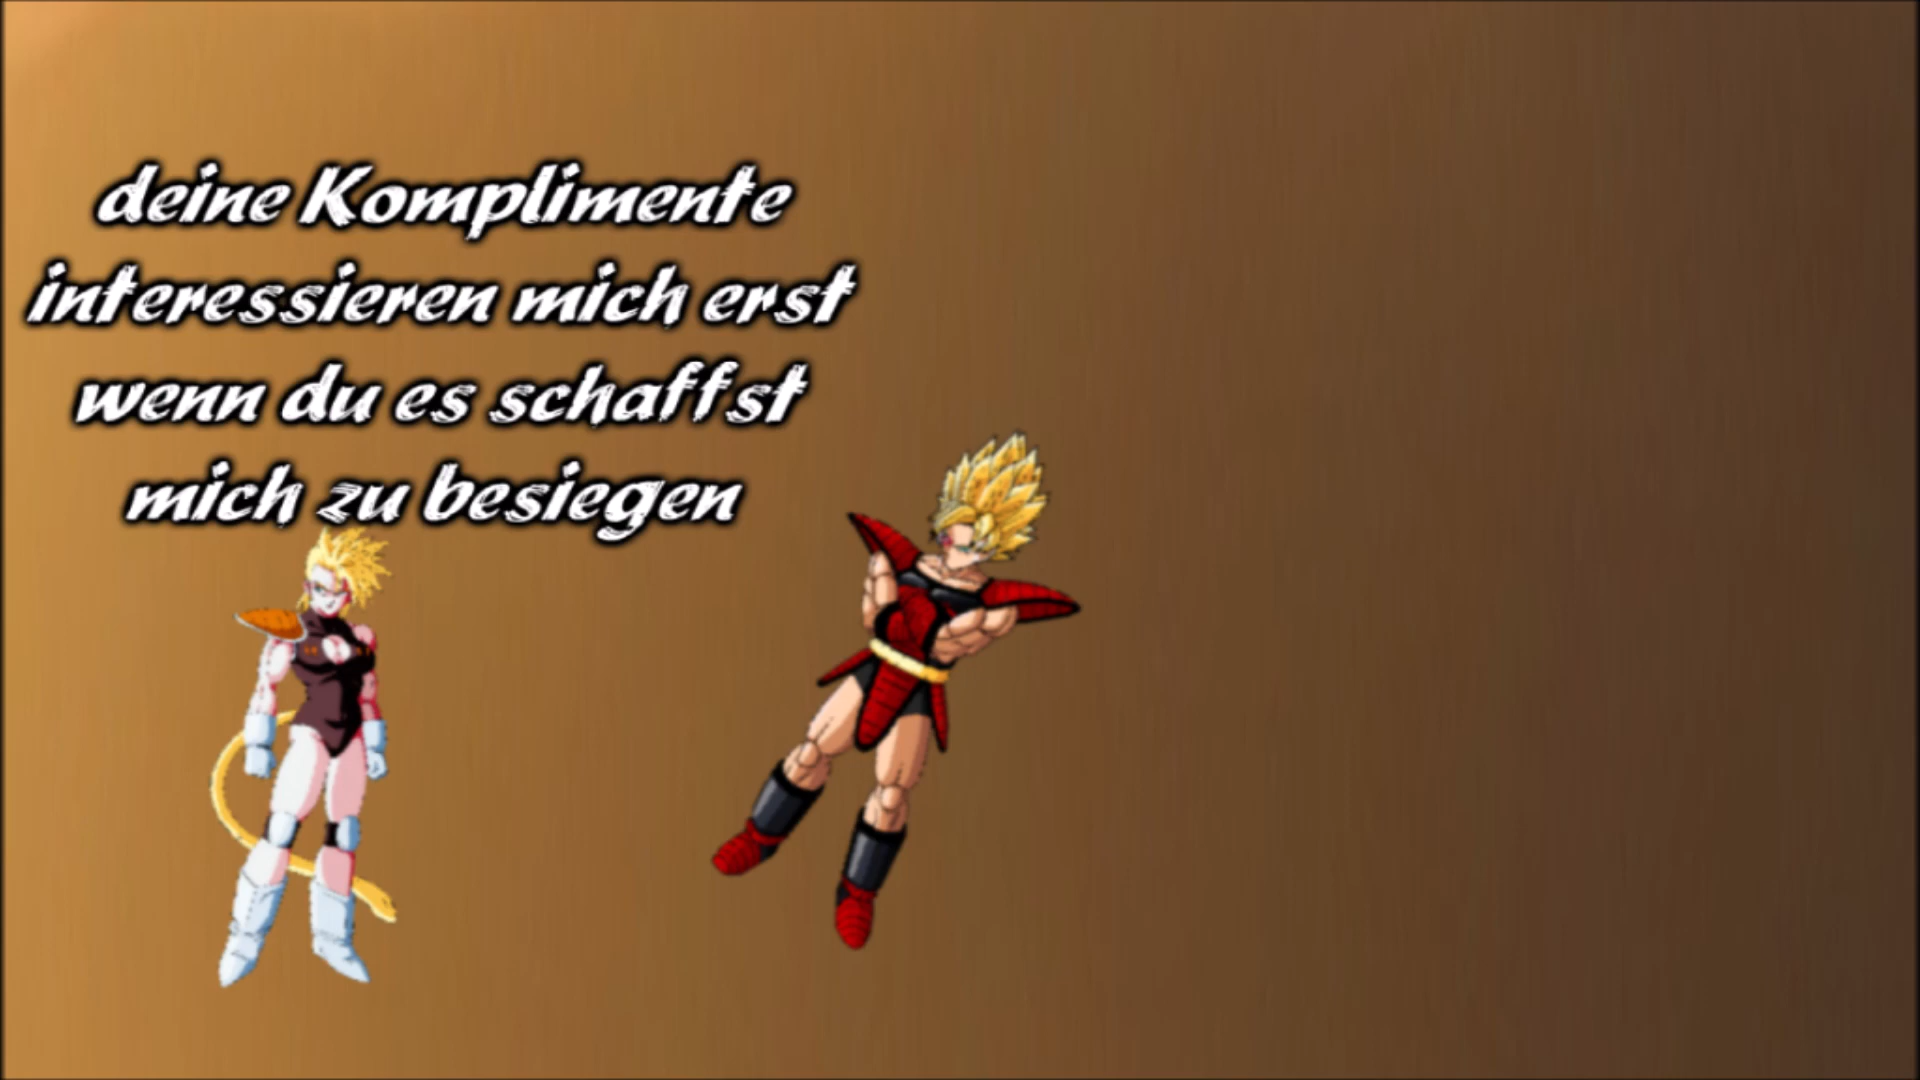 deine Komplimente
interessieren mich erst
wenn du es schaffst
mich zu besiegen